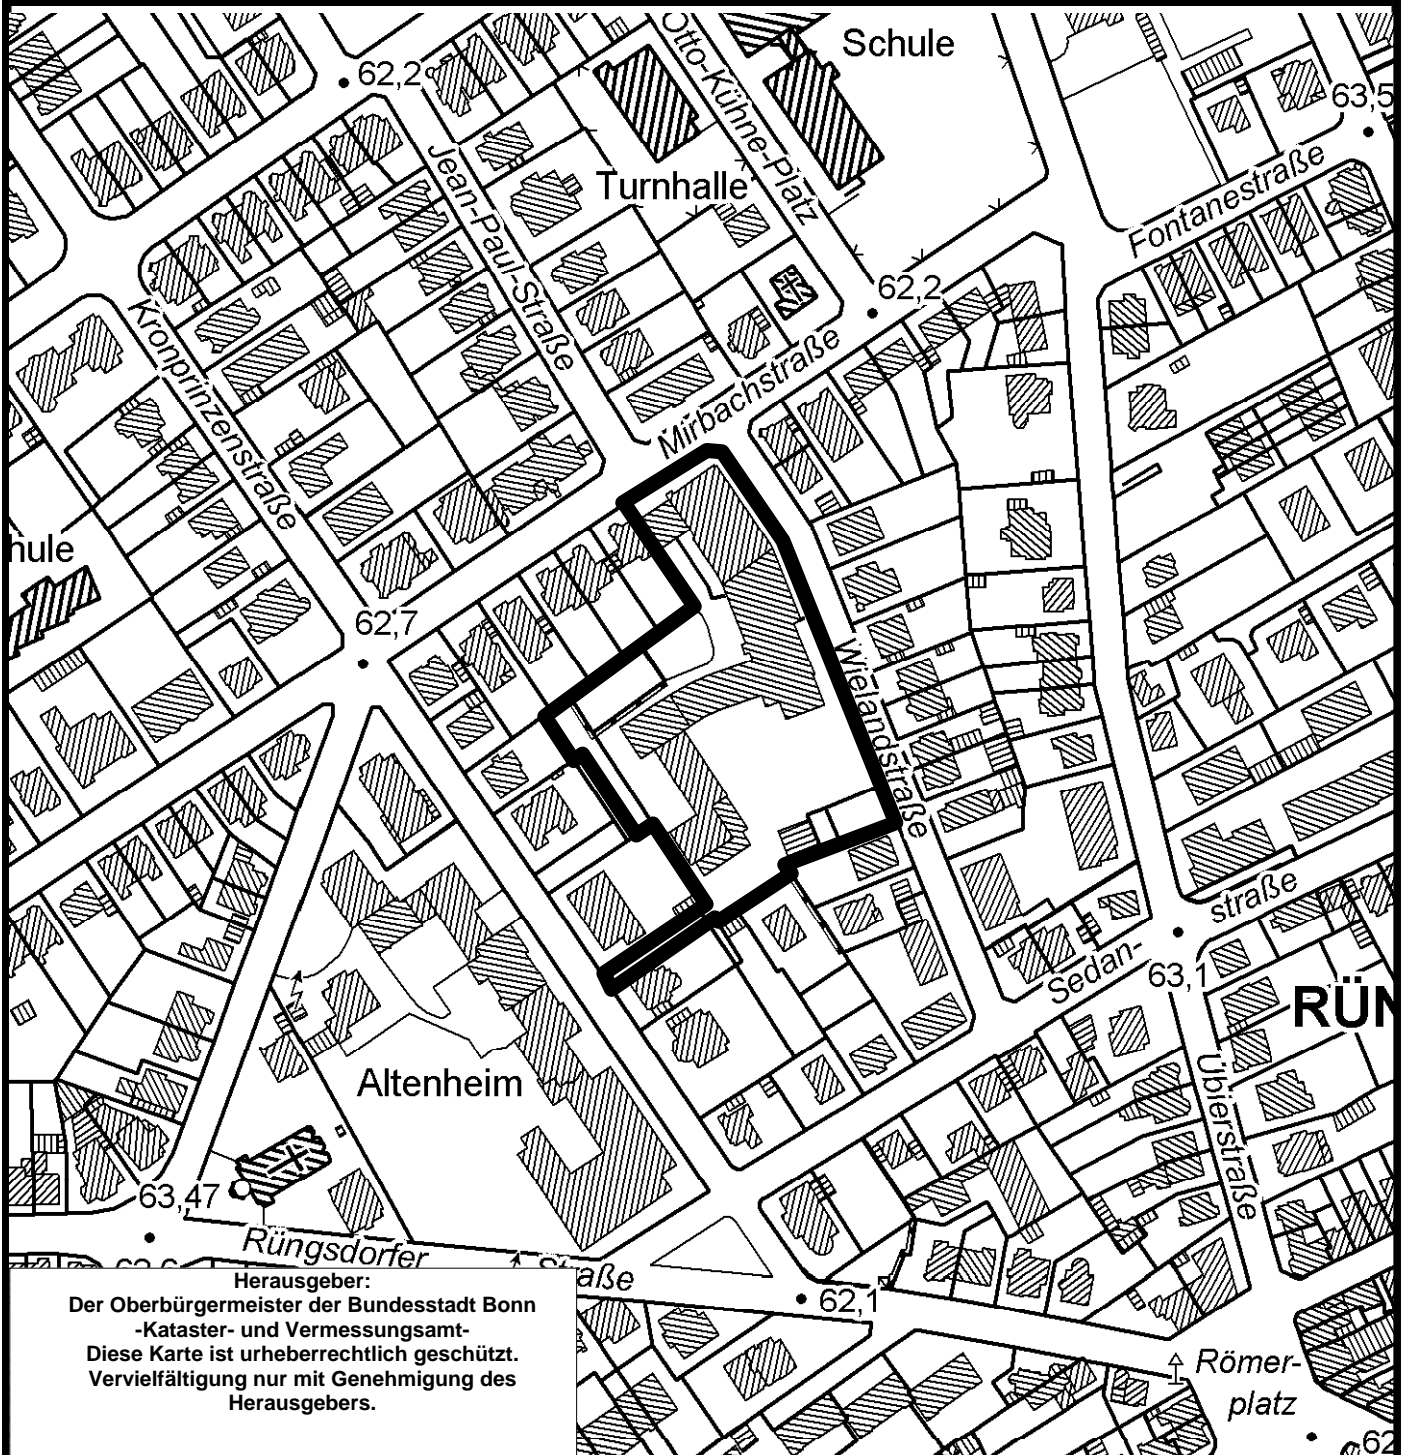 Schule
62,2
63,5
Otto-Kühne-Platz
Jean-Paul-Straße
Turnhalle
Fontanestraße
62,2
Kronprinzenstraße
Mirbachstraße
hule
62,7
Wielandstraße
straße
Sedan-
63,1
RÜN
Altenheim
Übierstraße
63,47
Rüngsdorfer
Straße
62,1
Herausgeber:
Der Oberbürgermeister der Bundesstadt Bonn
-Kataster- und Vermessungsamt-
Diese Karte ist urheberrechtlich geschützt.
Vervielfältigung nur mit Genehmigung des
Herausgebers.
Römer-
platz
62